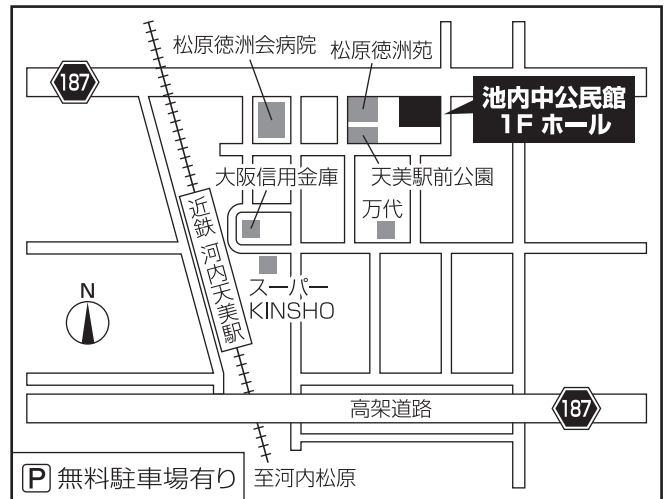 松原徳洲会病院
松原徳洲苑
187
池内中公民館
1F ホール
大阪信用金庫
天美駅前公園
万代
近鉄 河内天美駅
スーパー
KINSHO
N
高架道路
187
P 無料駐車場有り
至河内松原